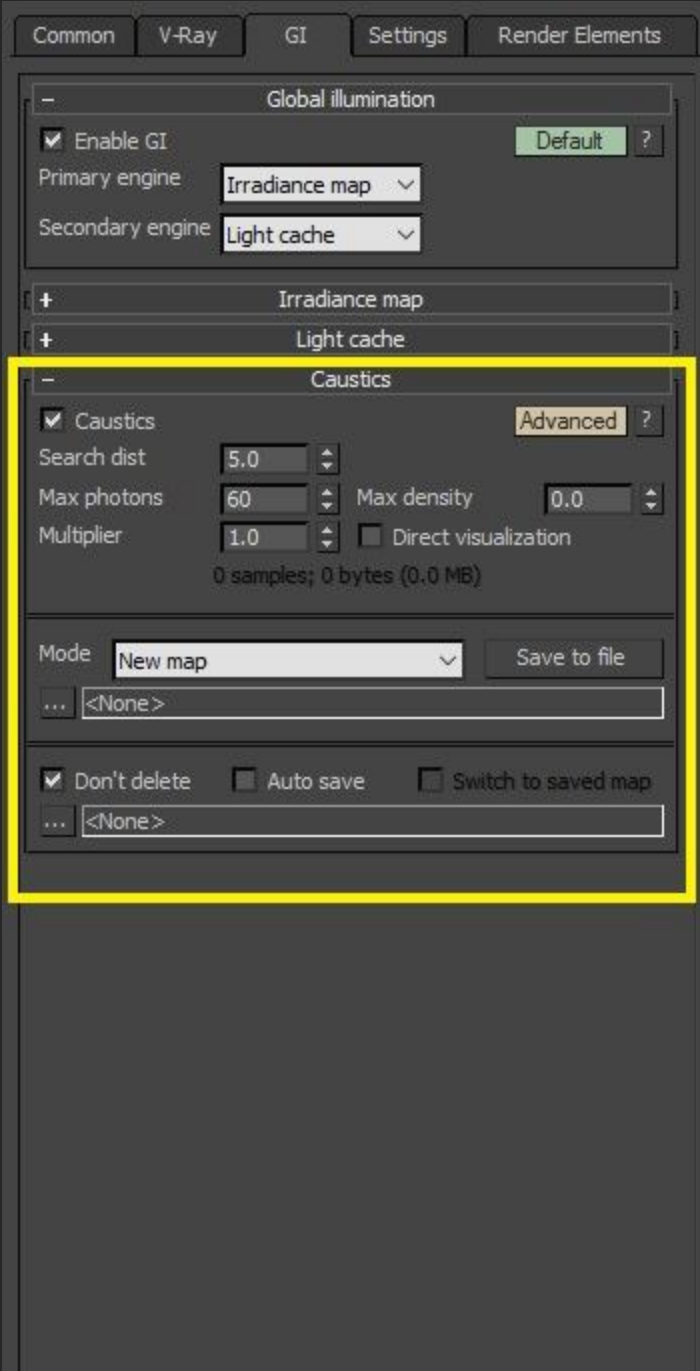 Common V-Ray GI Settings Render Elements
− Global illumination
Enable GI Default ?
Primary engine Irradiance map
Secondary engine Light cache
+ Irradiance map
+ Light cache
− Caustics
Caustics Advanced ?
Search dist 5.0
Max photons 60 Max density 0.0
Multiplier 1.0 Direct visualization
0 samples; 0 bytes (0.0 MB)
Mode New map Save to file
... <None>
Don't delete Auto save Switch to saved map
... <None>